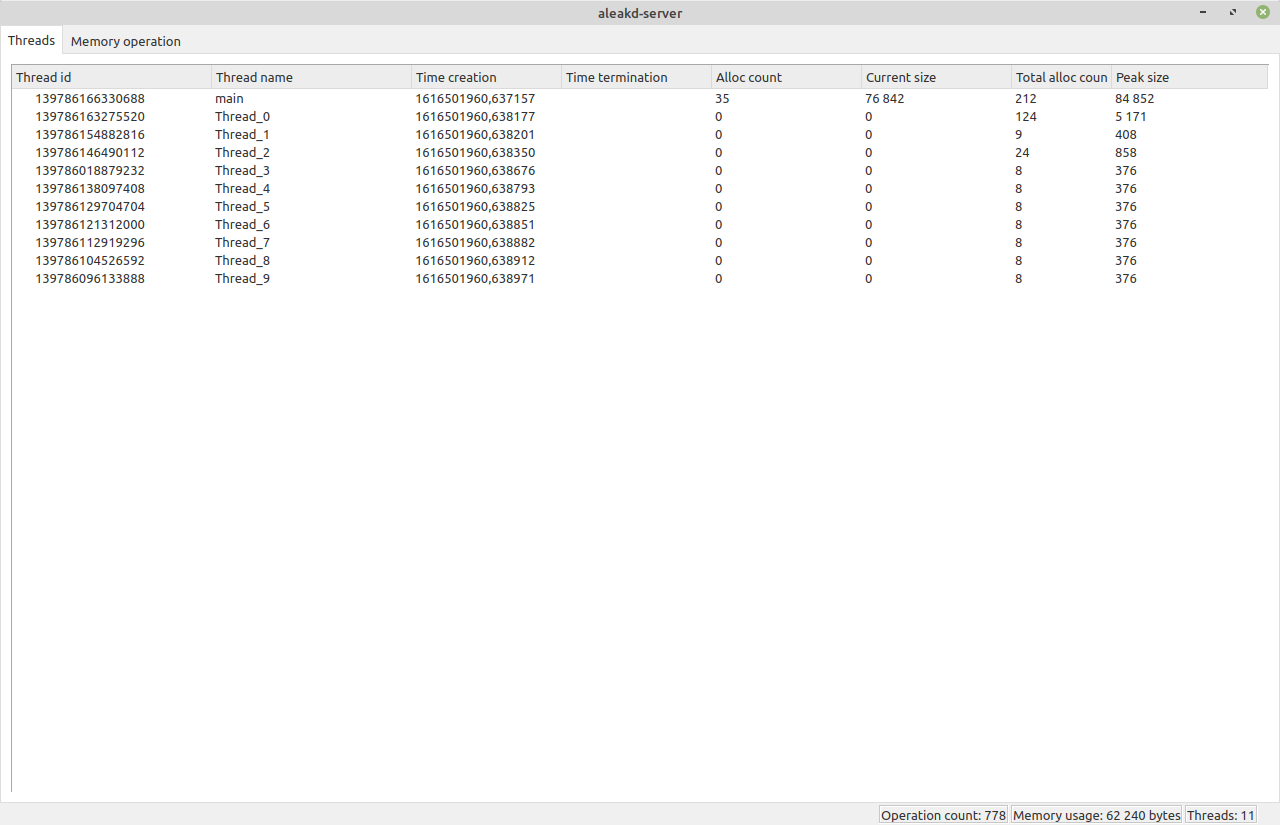 aleakd-server
Threads Memory operation
Thread id Thread name Time creation Time termination Alloc count Current size Total alloc coun Peak size
139786166330688 main 1616501960,637157 35 76 842 212 84 852
139786163275520 Thread_0 1616501960,638177 0 0 124 5 171
139786154882816 Thread_1 1616501960,638201 0 0 9 408
139786146490112 Thread_2 1616501960,638350 0 0 24 858
139786018879232 Thread_3 1616501960,638676 0 0 8 376
139786138097408 Thread_4 1616501960,638793 0 0 8 376
139786129704704 Thread_5 1616501960,638825 0 0 8 376
139786121312000 Thread_6 1616501960,638851 0 0 8 376
139786112919296 Thread_7 1616501960,638882 0 0 8 376
139786104526592 Thread_8 1616501960,638912 0 0 8 376
139786096133888 Thread_9 1616501960,638971 0 0 8 376
Operation count: 778 Memory usage: 62 240 bytes Threads: 11